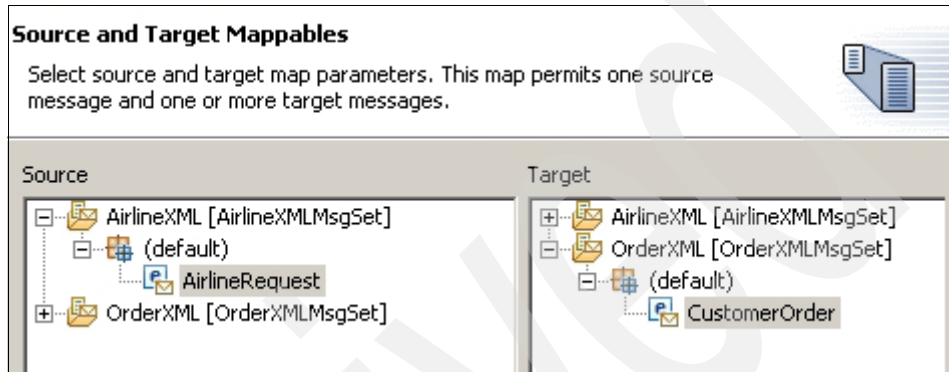 Source and Target Mappables
Select source and target map parameters. This map permits one source
message and one or more target messages.
Source
AirlineXML [AirlineXMLMsgSet]
(default)
AirlineRequest
OrderXML [OrderXMLMsgSet]
Target
AirlineXML [AirlineXMLMsgSet]
OrderXML [OrderXMLMsgSet]
(default)
CustomerOrder